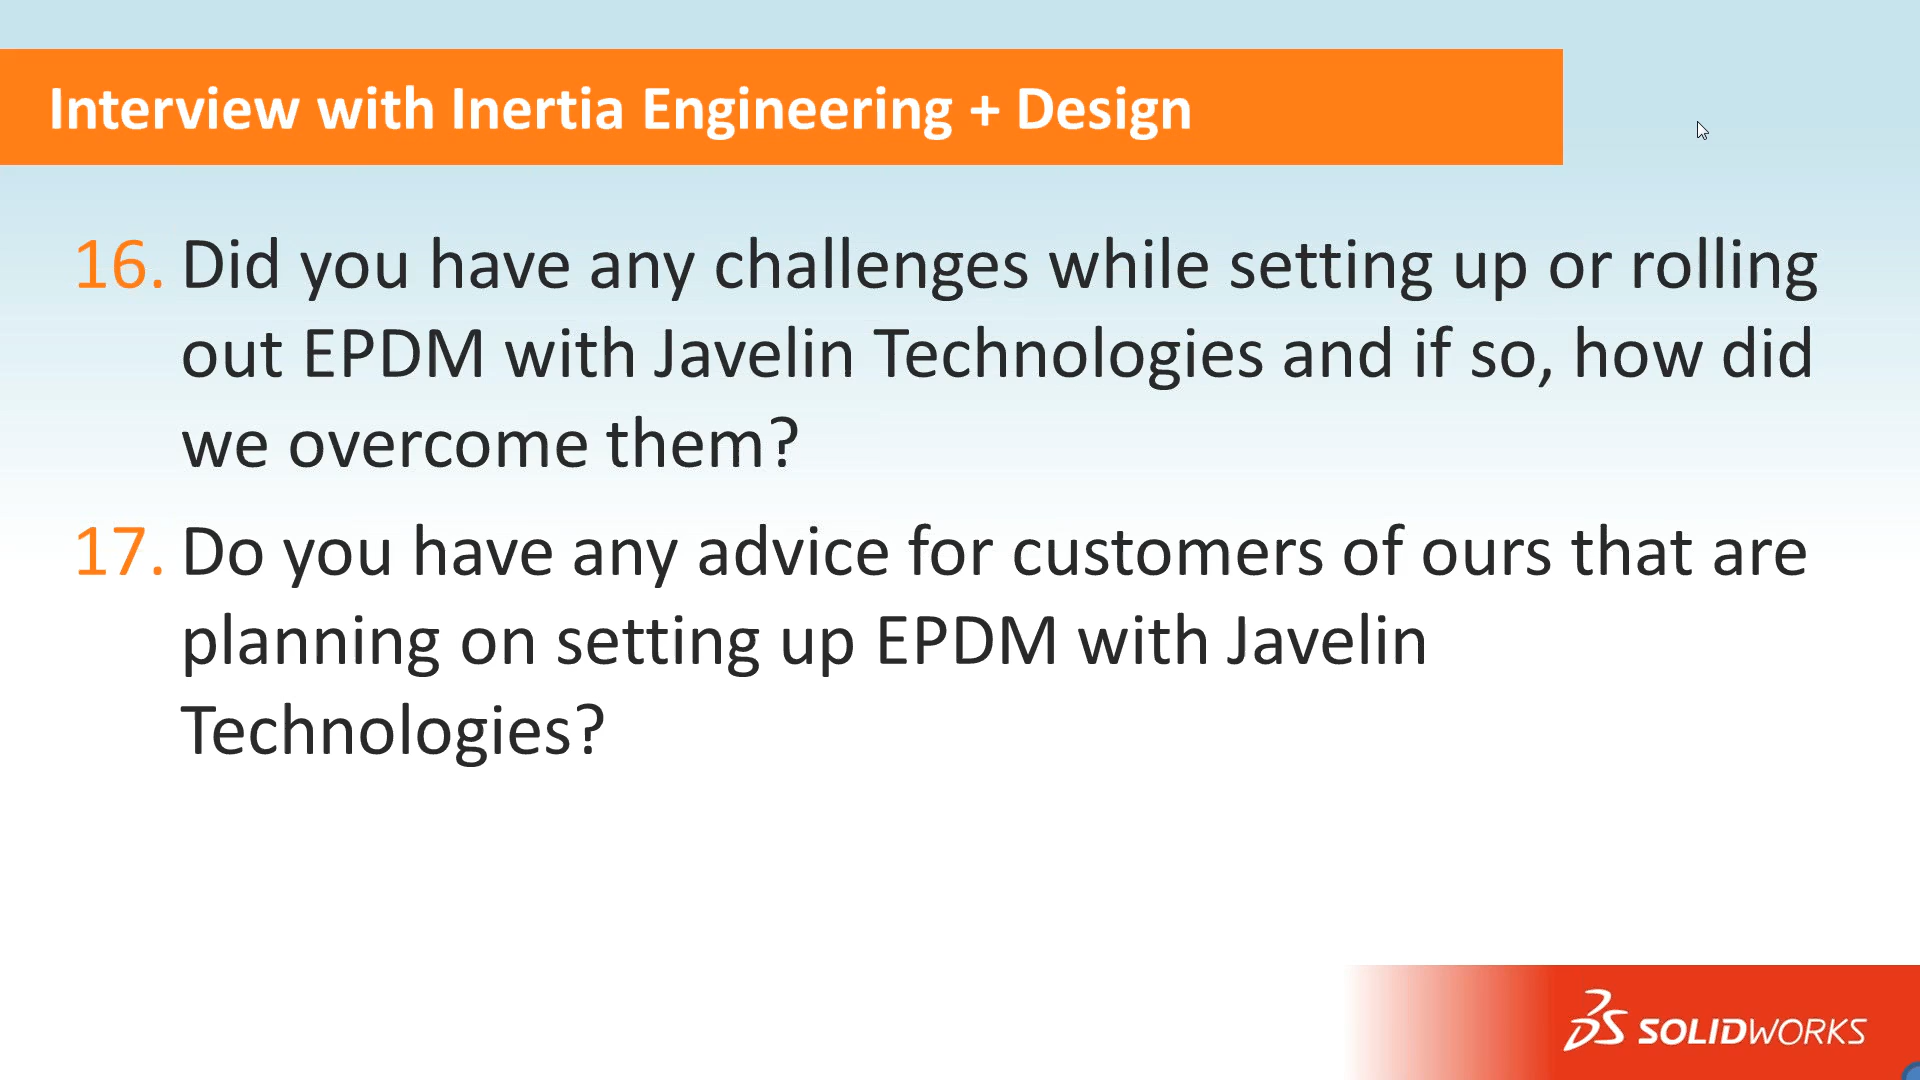 Interview with Inertia Engineering + Design
16. Did you have any challenges while setting up or rolling
out EPDM with Javelin Technologies and if so, how did
we overcome them?
17. Do you have any advice for customers of ours that are
planning on setting up EPDM with Javelin
Technologies?
SOLIDWORKS